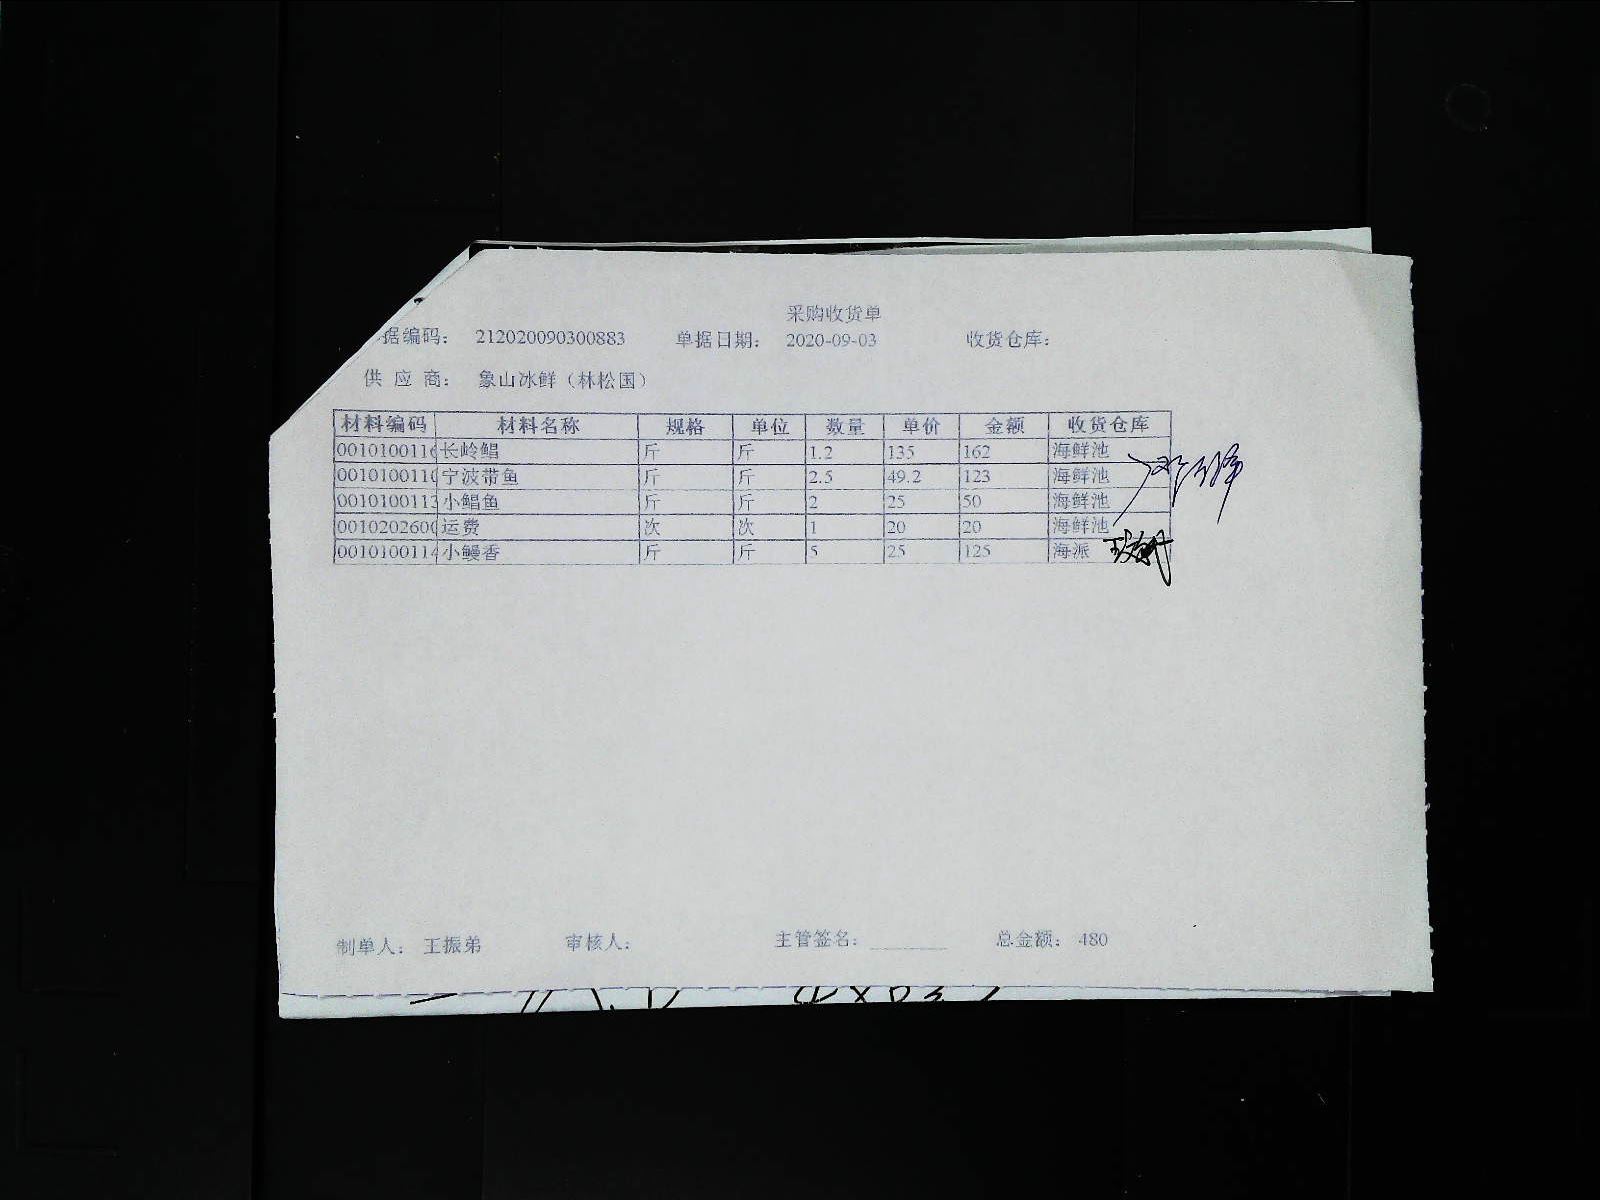 采购收货单
据编码： 212020090300883 单据日期： 2020-09-03 收货仓库：
供 应 商： 象山冰鲜（林松国）
材料编码 材料名称 规格 单位 数量 单价 金额 收货仓库
0010100116 长岭鲳 斤 斤 1.2 135 162 海鲜池
001010011 宁波带鱼 斤 斤 2.5 49.2 123 海鲜池
001010011 小鲳鱼 斤 斤 2 25 50 海鲜池
001020260 运费 次 次 1 20 20 海鲜池
001010011 小鳗香 斤 斤 5 25 125 海派
制单人： 王振弟 审核人： 主管签名： 总金额： 480